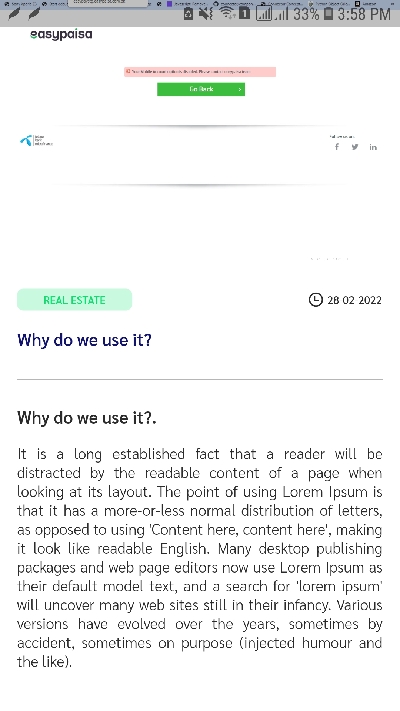 33% 3:58 PM
easypaisa
Go Back
REAL ESTATE
28 02 2022
Why do we use it?
Why do we use it?.
It is a long established fact that a reader will be
distracted by the readable content of a page when
looking at its layout. The point of using Lorem Ipsum is
that it has a more-or-less normal distribution of letters,
as opposed to using 'Content here, content here', making
it look like readable English. Many desktop publishing
packages and web page editors now use Lorem Ipsum as
their default model text, and a search for 'lorem ipsum'
will uncover many web sites still in their infancy. Various
versions have evolved over the years, sometimes by
accident, sometimes on purpose (injected humour and
the like).